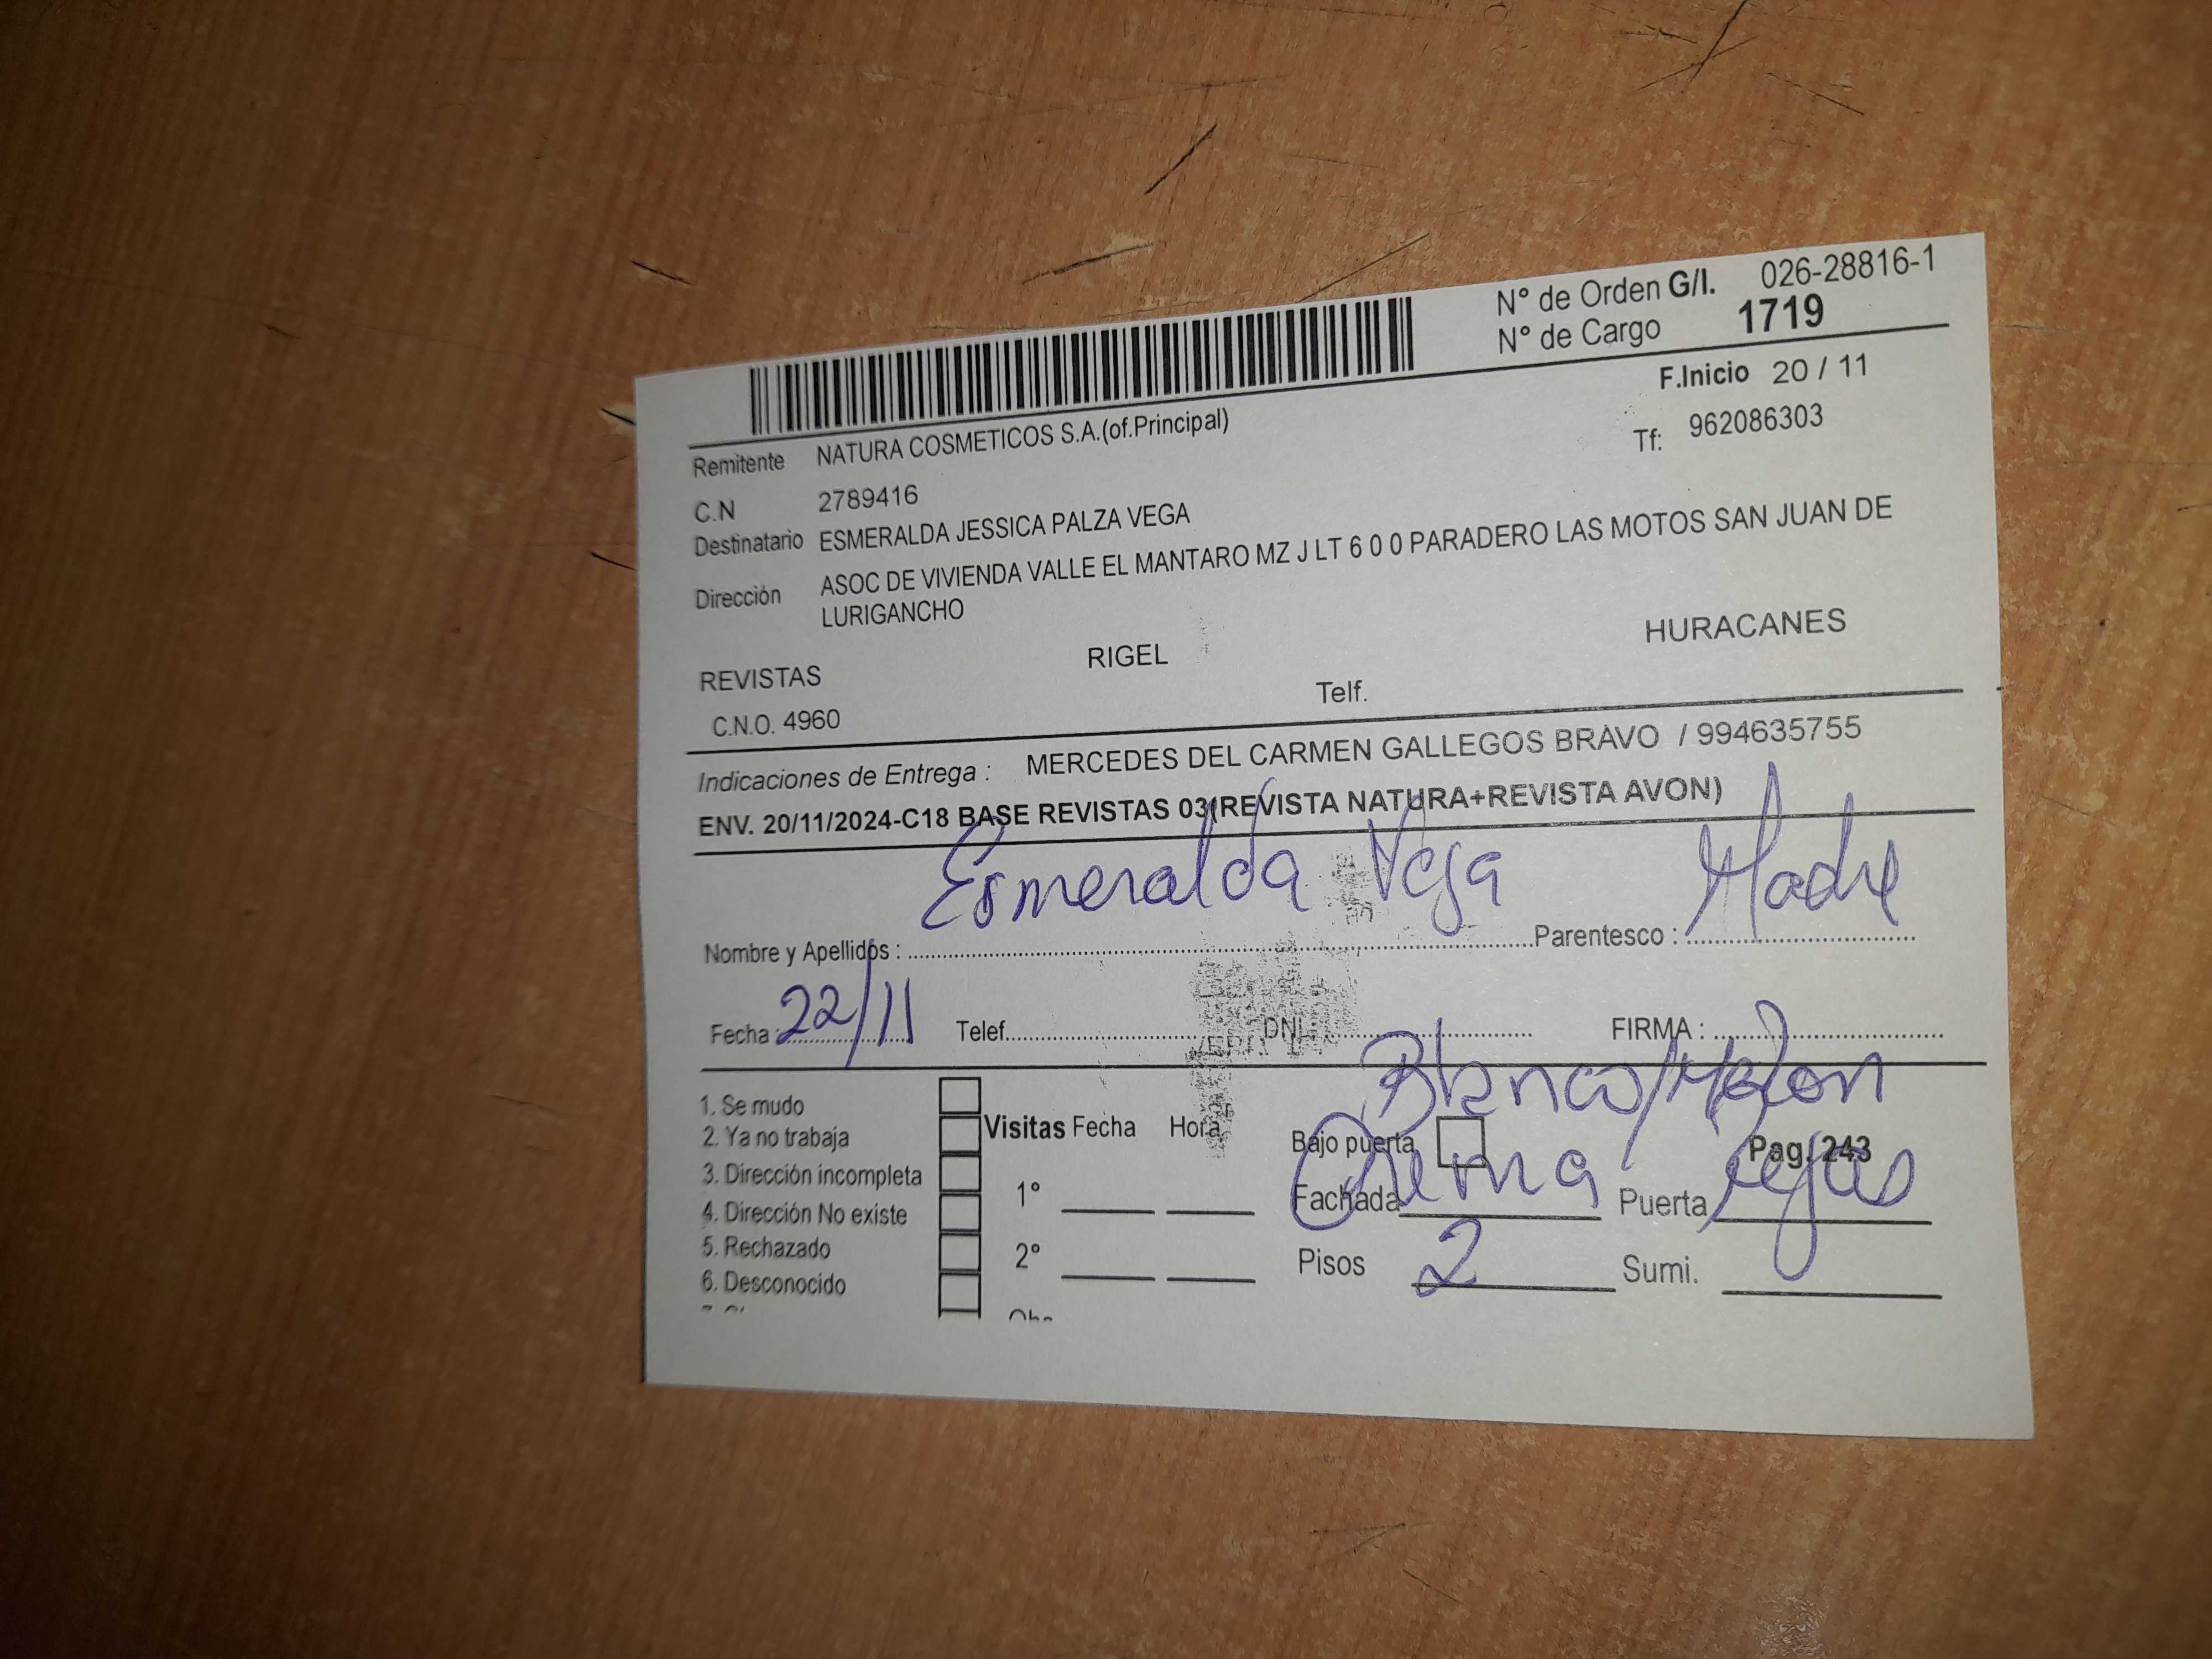 N° de Orden G/I. 026-28816-1
N° de Cargo 1719
F.Inicio 20 / 11
Remitente NATURA COSMETICOS S.A.(of.Principal)
Tf: 962086303
C.N 2789416
Destinatario ESMERALDA JESSICA PALZA VEGA
Dirección ASOC DE VIVIENDA VALLE EL MANTARO MZ J LT 6 0 0 PARADERO LAS MOTOS SAN JUAN DE
LURIGANCHO
REVISTAS RIGEL HURACANES
C.N.O. 4960 Telf.
Indicaciones de Entrega : MERCEDES DEL CARMEN GALLEGOS BRAVO / 994635755
ENV. 20/11/2024-C18 BASE REVISTAS 03(REVISTA NATURA+REVISTA AVON)
Nombre y Apellidos : Esmeralda Vega Parentesco : Madre
Fecha : 22/11 Telef. DNI : FIRMA :
Blanco/Melon
1. Se mudo
2. Ya no trabaja
3. Dirección incompleta
4. Dirección No existe
5. Rechazado
6. Desconocido
Visitas Fecha Hora
1°
2°
Bajo puerta Pag. 243
Fachada Crema Puerta Rejas
Pisos 2 Sumi.